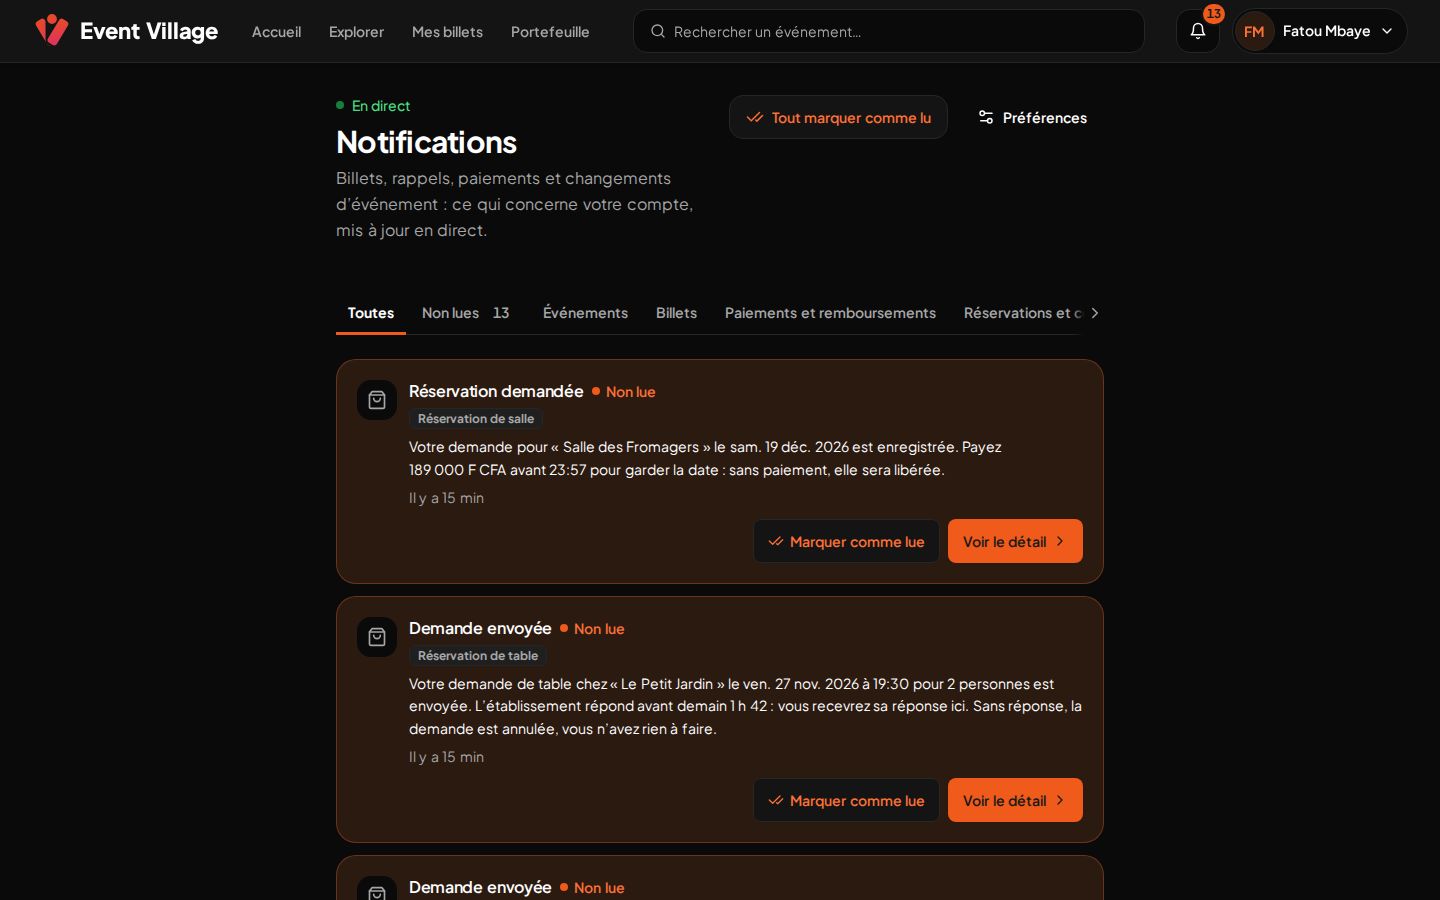 Event Village
Accueil
Explorer
Mes billets
Portefeuille
Rechercher un événement…
13
FM
Fatou Mbaye
En direct
Notifications
Billets, rappels, paiements et changements
d’événement : ce qui concerne votre compte,
mis à jour en direct.
Tout marquer comme lu
Préférences
Toutes
Non lues 13
Événements
Billets
Paiements et remboursements
Réservations et
Réservation demandée
Non lue
Réservation de salle
Votre demande pour « Salle des Fromagers » le sam. 19 déc. 2026 est enregistrée. Payez
189 000 F CFA avant 23:57 pour garder la date : sans paiement, elle sera libérée.
Il y a 15 min
Marquer comme lue
Voir le détail
Demande envoyée
Non lue
Réservation de table
Votre demande de table chez « Le Petit Jardin » le ven. 27 nov. 2026 à 19:30 pour 2 personnes est
envoyée. L’établissement répond avant demain 1 h 42 : vous recevrez sa réponse ici. Sans réponse, la
demande est annulée, vous n’avez rien à faire.
Il y a 15 min
Marquer comme lue
Voir le détail
Demande envoyée
Non lue